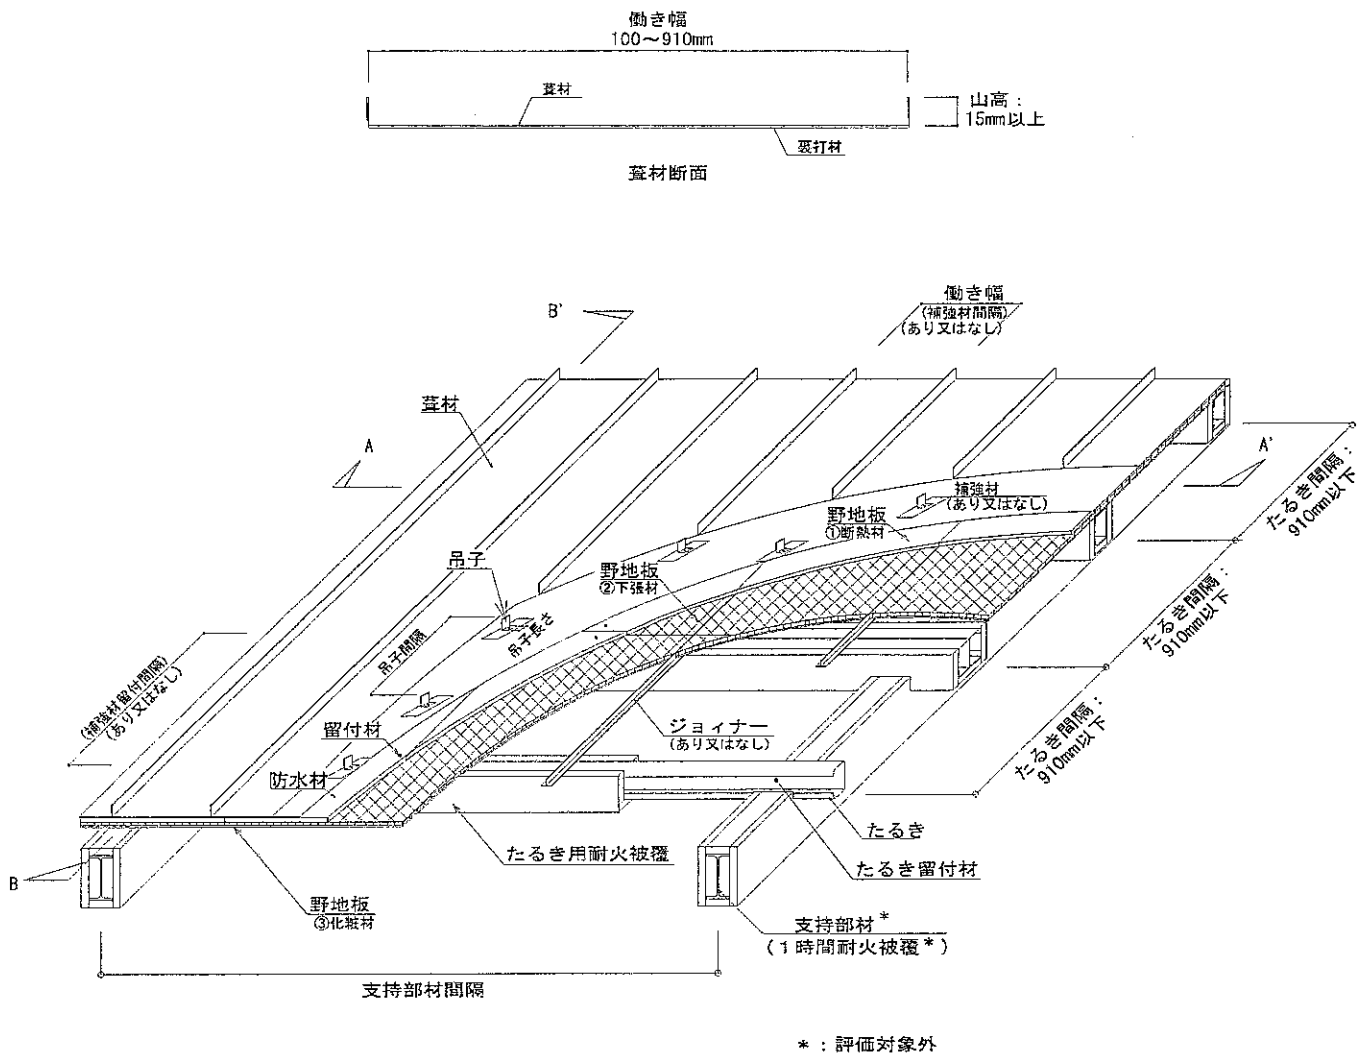 働き幅
100～910mm
葺材
山高：
15mm以上
裏打材
葺材断面
B'
働き幅
(補強材間隔)
(あり又はなし)
葺材
A
A'
補強材
(あり又はなし)
野地板
①断熱材
たるき間隔：
910mm以下
吊子
野地板
②下張材
吊子長さ
吊子間隔
たるき間隔：
910mm以下
(補強材留付間隔)
(あり又はなし)
留付材
ジョイナー
(あり又はなし)
防水材
たるき間隔：
910mm以下
たるき
たるき用耐火被覆
たるき留付材
B
野地板
③化粧材
支持部材*
(1時間耐火被覆*)
支持部材間隔
*：評価対象外